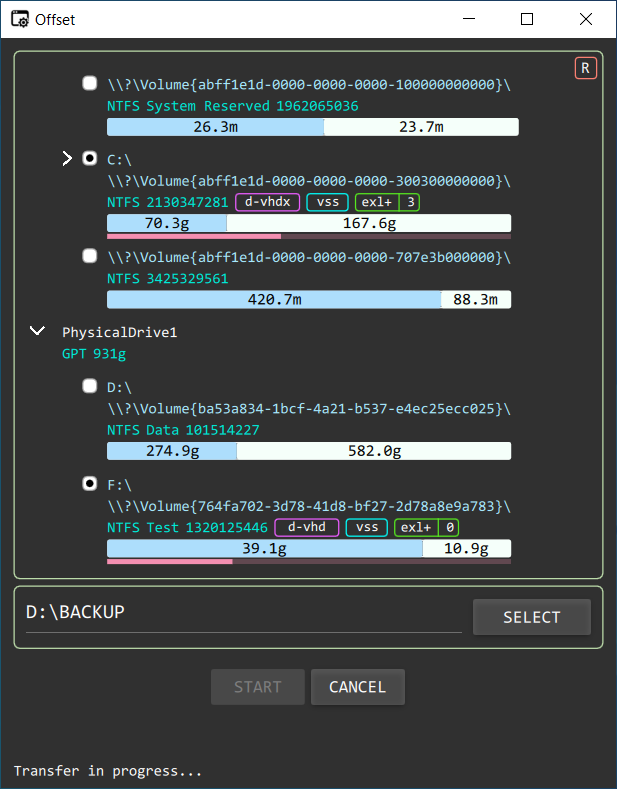 Offset
R
\\?\Volume{abff1e1d-0000-0000-0000-100000000000}\
NTFS System Reserved 1962065036
26.3m 23.7m
C:\
\\?\Volume{abff1e1d-0000-0000-0000-300300000000}\
NTFS 2130347281 d-vhdx vss exl+ 3
70.3g 167.6g
\\?\Volume{abff1e1d-0000-0000-0000-707e3b000000}\
NTFS 3425329561
420.7m 88.3m
PhysicalDrive1
GPT 931g
D:\
\\?\Volume{ba53a834-1bcf-4a21-b537-e4ec25ecc025}\
NTFS Data 101514227
274.9g 582.0g
F:\
\\?\Volume{764fa702-3d78-41d8-bf27-2d78a8e9a783}\
NTFS Test 1320125446 d-vhd vss exl+ 0
39.1g 10.9g
D:\BACKUP SELECT
START CANCEL
Transfer in progress...